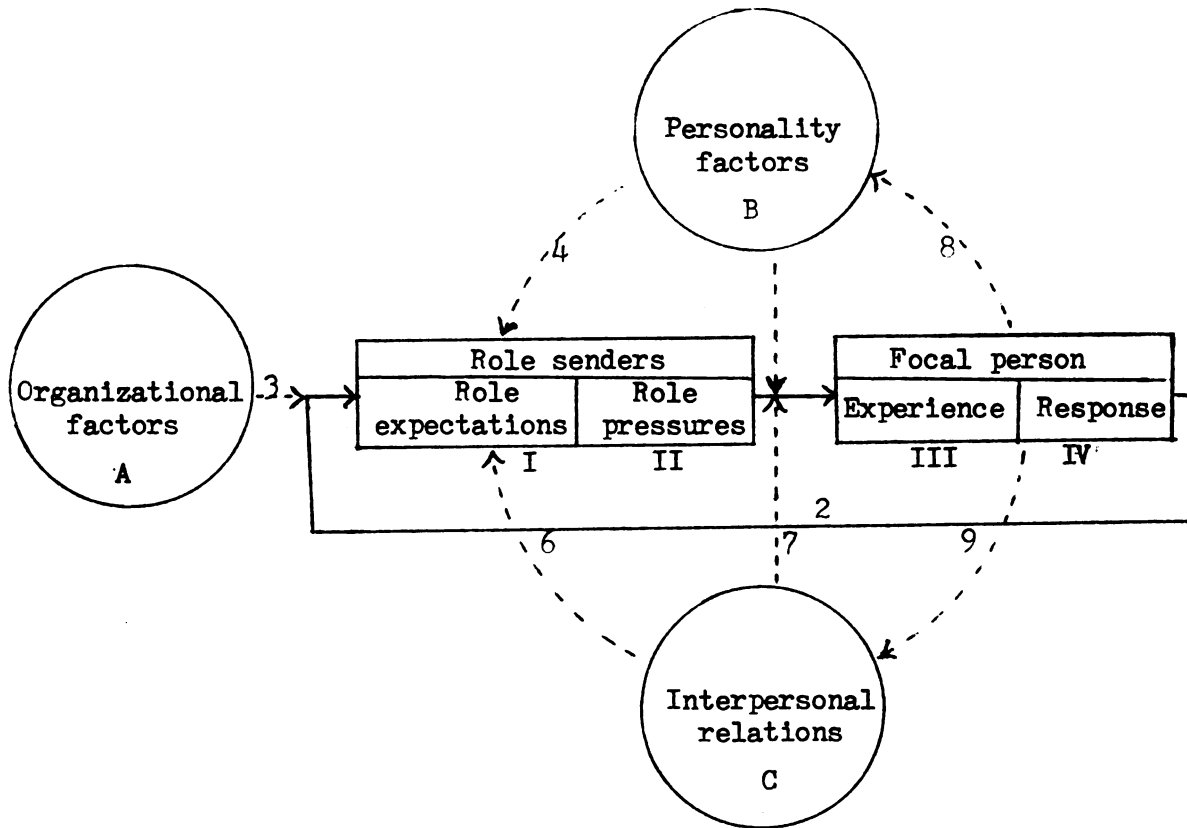 Personality
factors
B
4
8
3
Organizational
factors
A
Role senders
Role
expectations
Role
pressures
I
II
Focal person
Experience
Response
III
IV
2
6
7
9
Interpersonal
relations
C